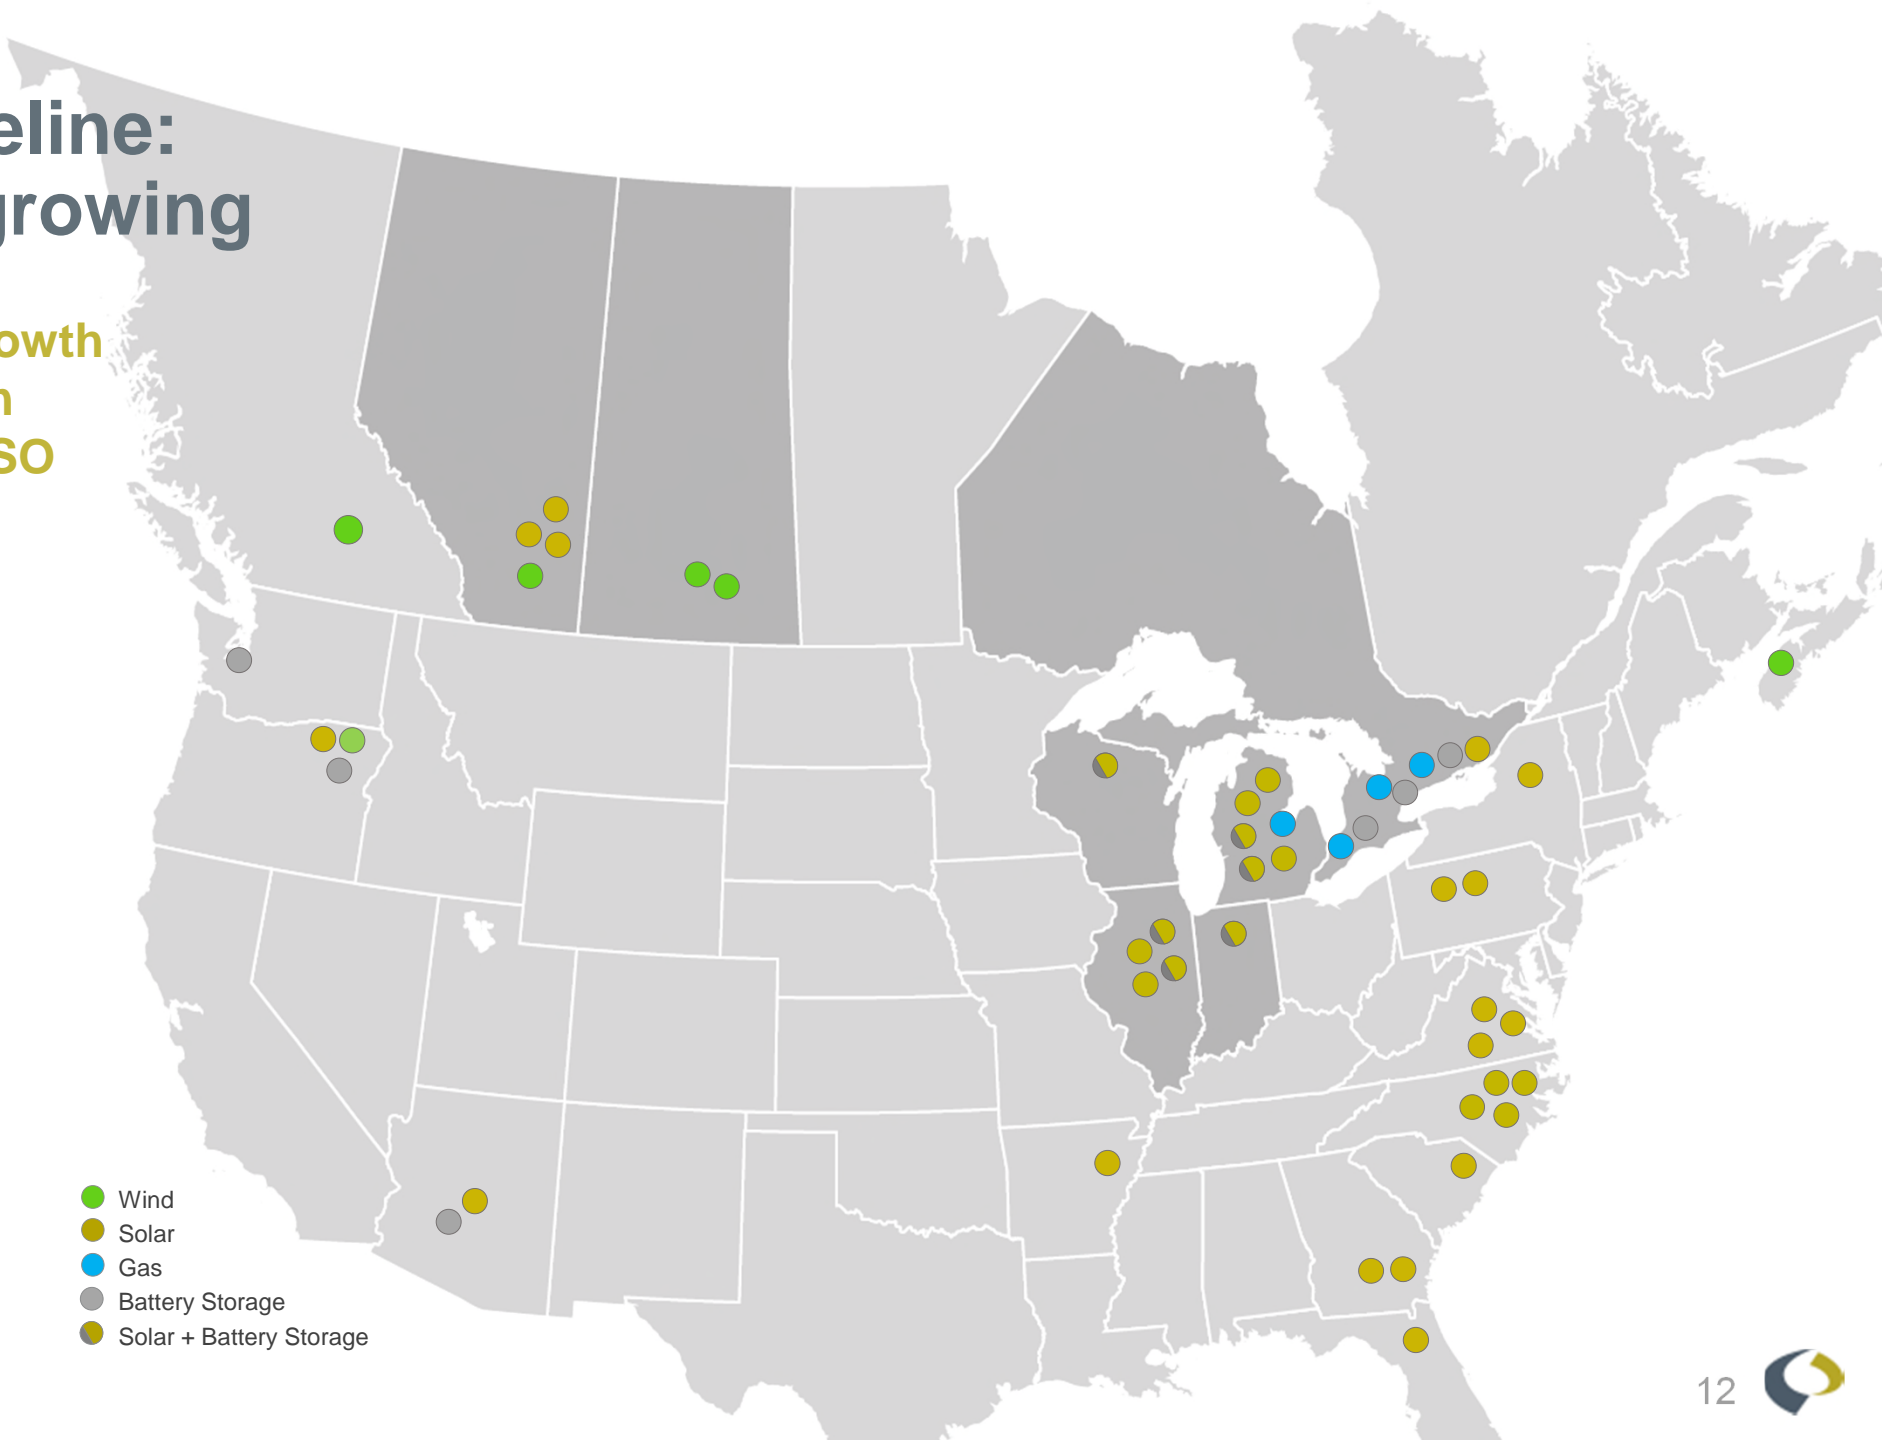 eline:
growing
owth
SO
Wind
Solar
Gas
Battery Storage
Solar + Battery Storage
12